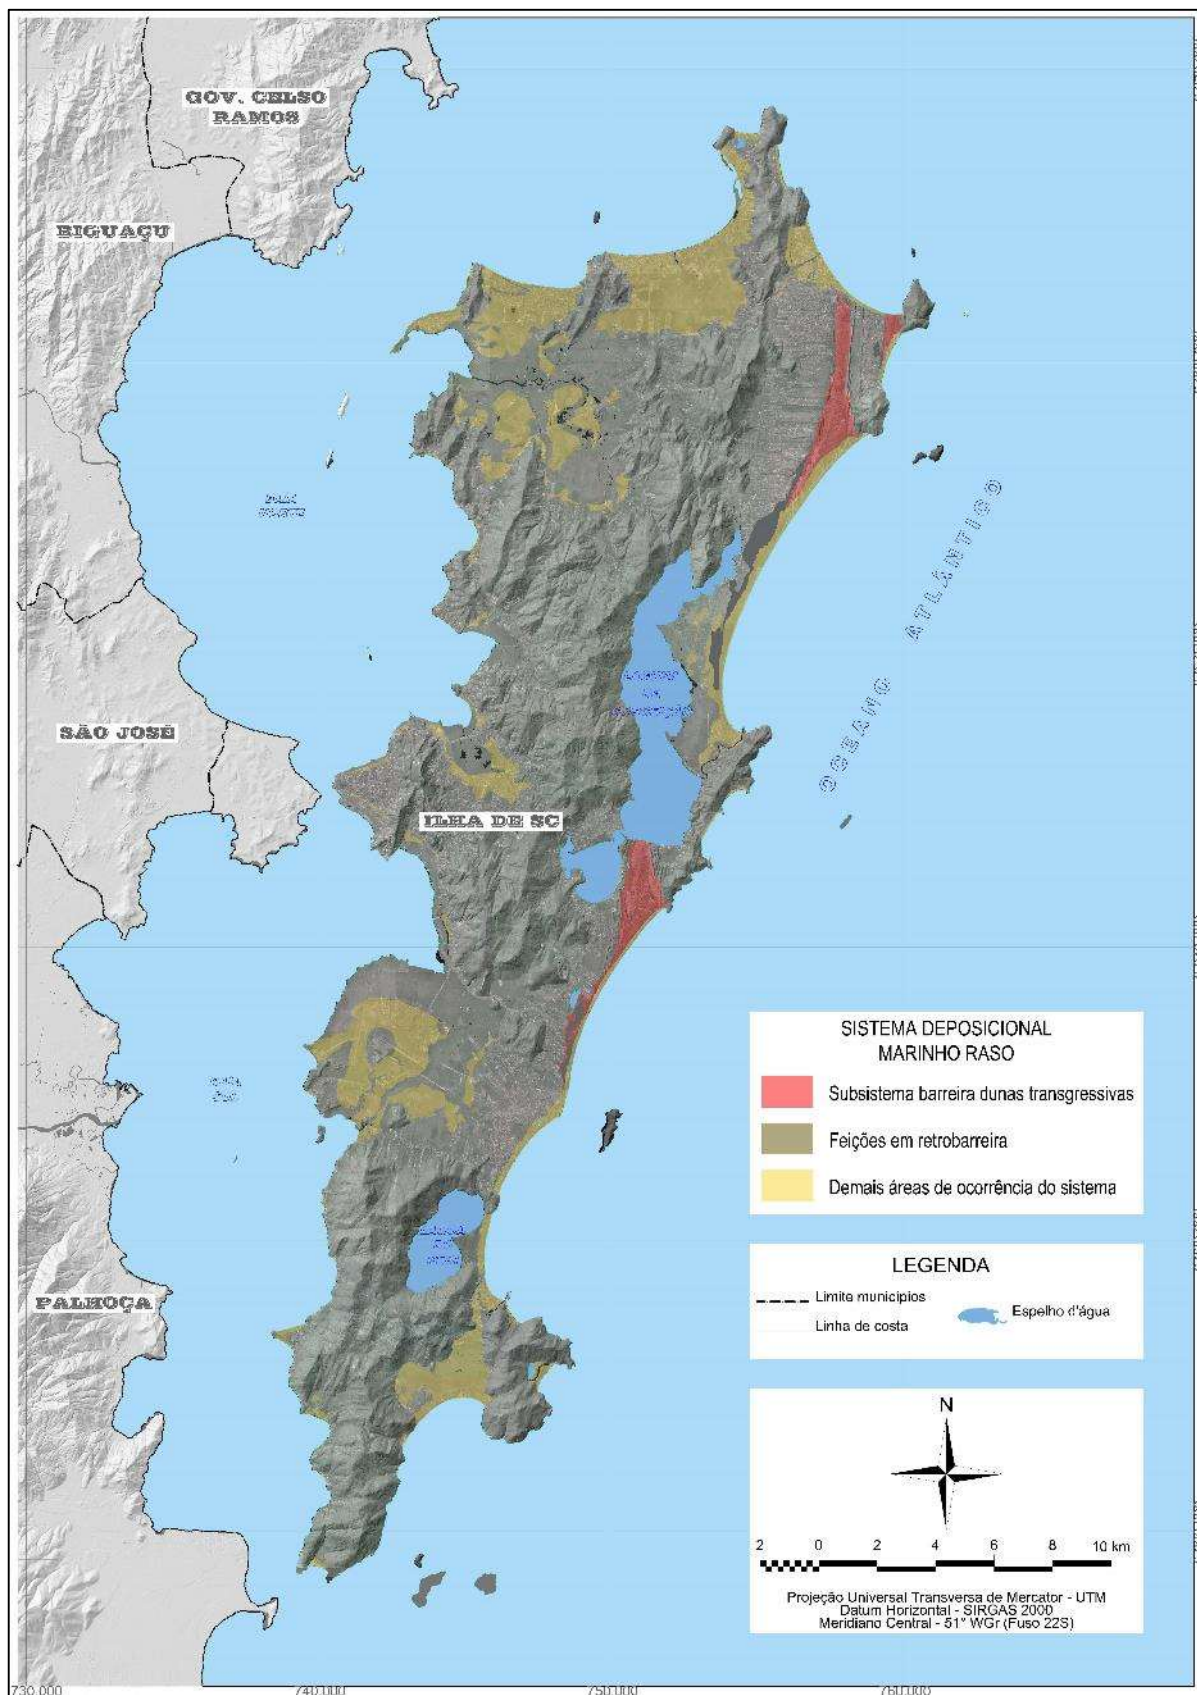 GOV. CELSO
RAMOS
BIGUAÇU
OCEANO ATLÂNTICO
SÃO JOSÉ
ILHA DE SC
SISTEMA DEPOSICIONAL
MARINHO RASO
Subsistema barreira dunas transgressivas
Feições em retrobarreira
Demais áreas de ocorrência do sistema
LEGENDA
Limite municípios
Linha de costa
Espelho d'água
PALHOÇA
N
2 0 2 4 6 8 10 km
Projeção Universal Transversa de Mercator - UTM
Datum Horizontal - SIRGAS 2000
Meridiano Central - 51° WGr (Fuso 22S)
730.000 740.000 750.000 760.000